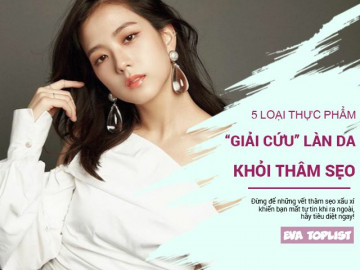 5 LOẠI THỰC PHẨM
“GIẢI CỨU” LÀN DA
KHỎI THÂM SẸO
Đừng để những vết thâm sẹo xấu xí
khiến bạn mất tự tin khi ra ngoài,
hãy tiêu diệt ngay!
EVA TOPLIST